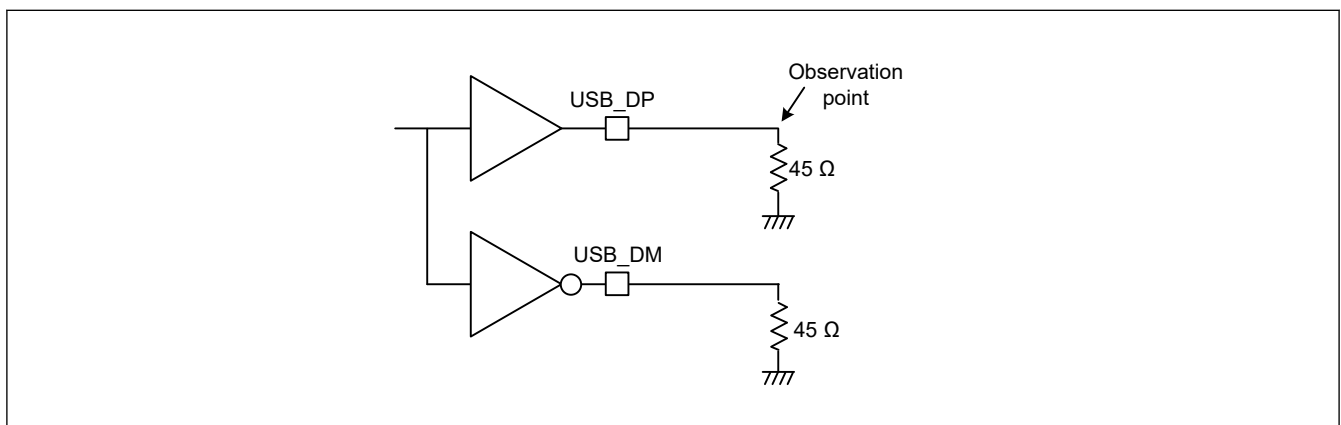 Observation
point
USB_DP
45 Ω
USB_DM
45 Ω